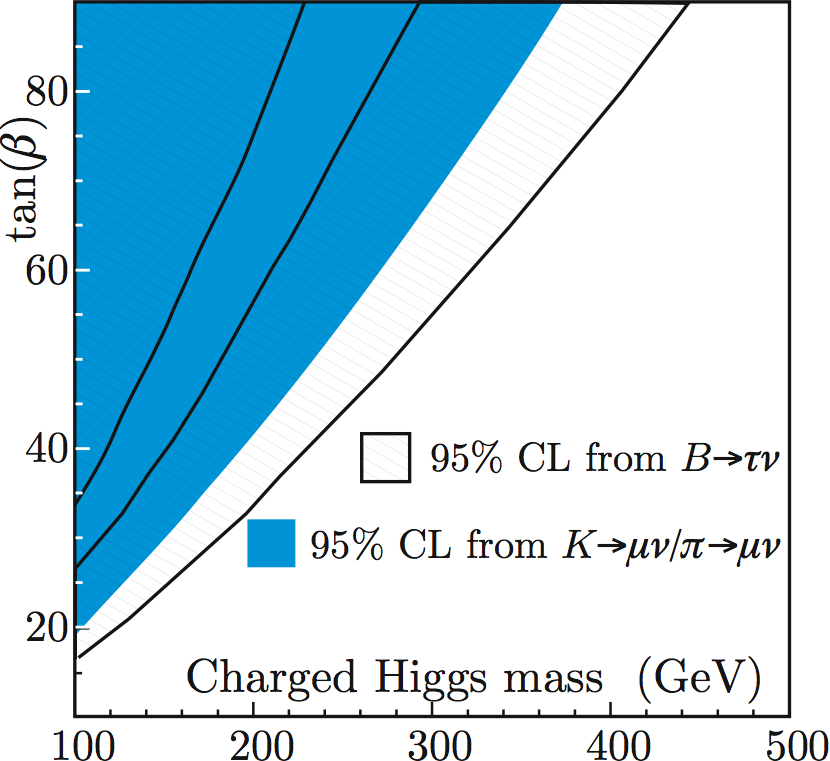 tan(β)
80
60
40
20
95% CL from B→τν
95% CL from K→μν/π→μν
Charged Higgs mass (GeV)
100 200 300 400 500